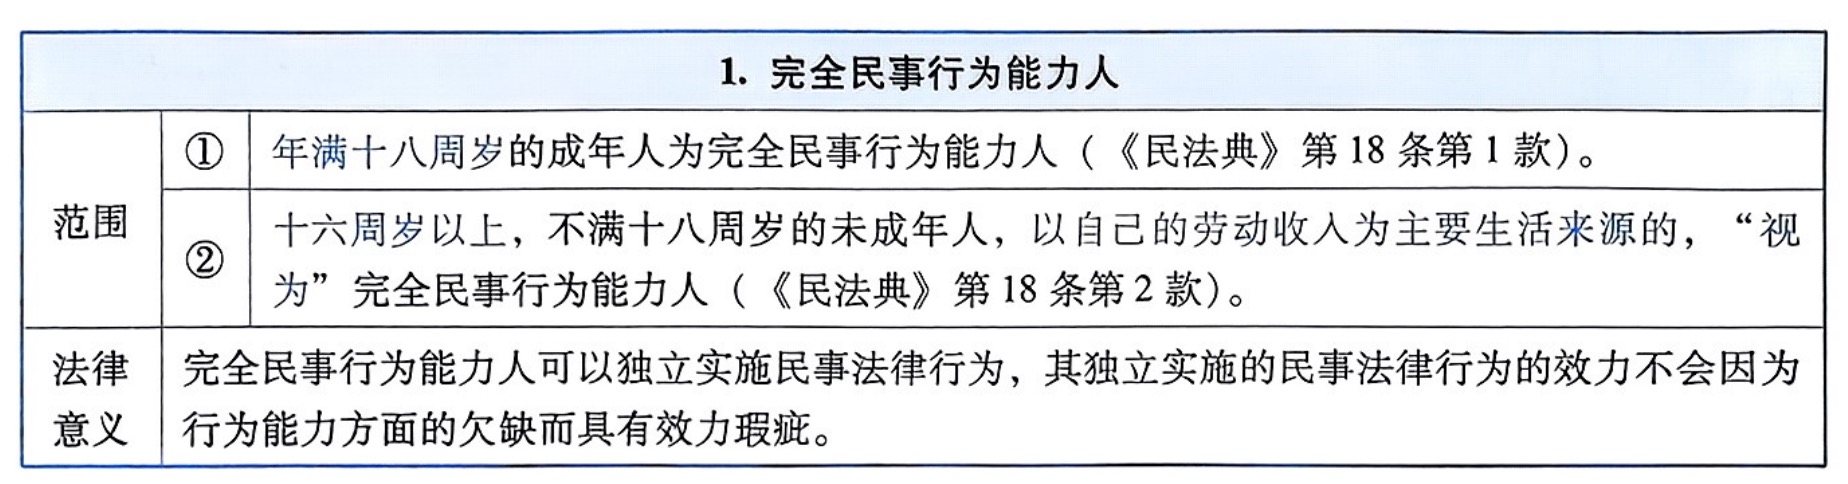 1. 完全民事行为能力人
范围
① 年满十八周岁的成年人为完全民事行为能力人(《民法典》第 18 条第 1 款)。
② 十六周岁以上，不满十八周岁的未成年人，以自己的劳动收入为主要生活来源的，“视
为”完全民事行为能力人(《民法典》第 18 条第 2 款)。
法律
意义
完全民事行为能力人可以独立实施民事法律行为，其独立实施的民事法律行为的效力不会因为
行为能力方面的欠缺而具有效力瑕疵。